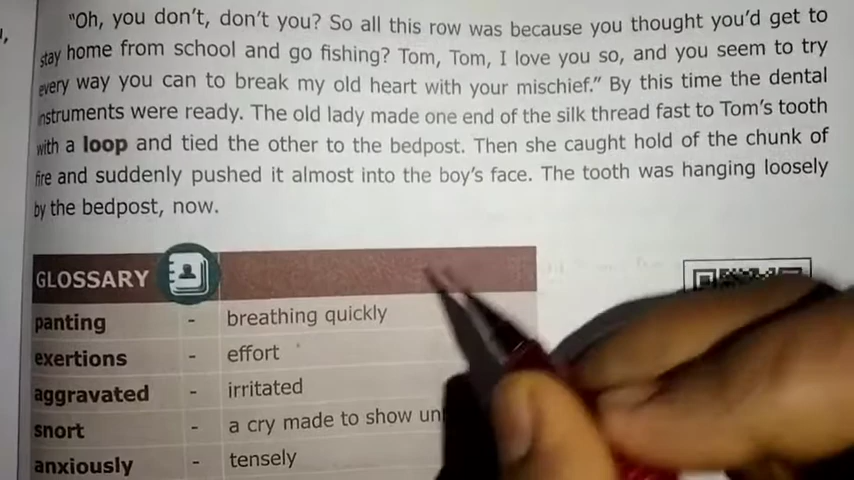 "Oh, you don't, don't you? So all this row was because you thought you'd get to
stay home from school and go fishing? Tom, Tom, I love you so, and you seem to try
every way you can to break my old heart with your mischief." By this time the dental
nstruments were ready. The old lady made one end of the silk thread fast to Tom's tooth
with a loop and tied the other to the bedpost. Then she caught hold of the chunk of
fire and suddenly pushed it almost into the boy's face. The tooth was hanging loosely
by the bedpost, now.
GLOSSARY
panting - breathing quickly
exertions - effort
aggravated - irritated
snort - a cry made to show
anxiously - tensely